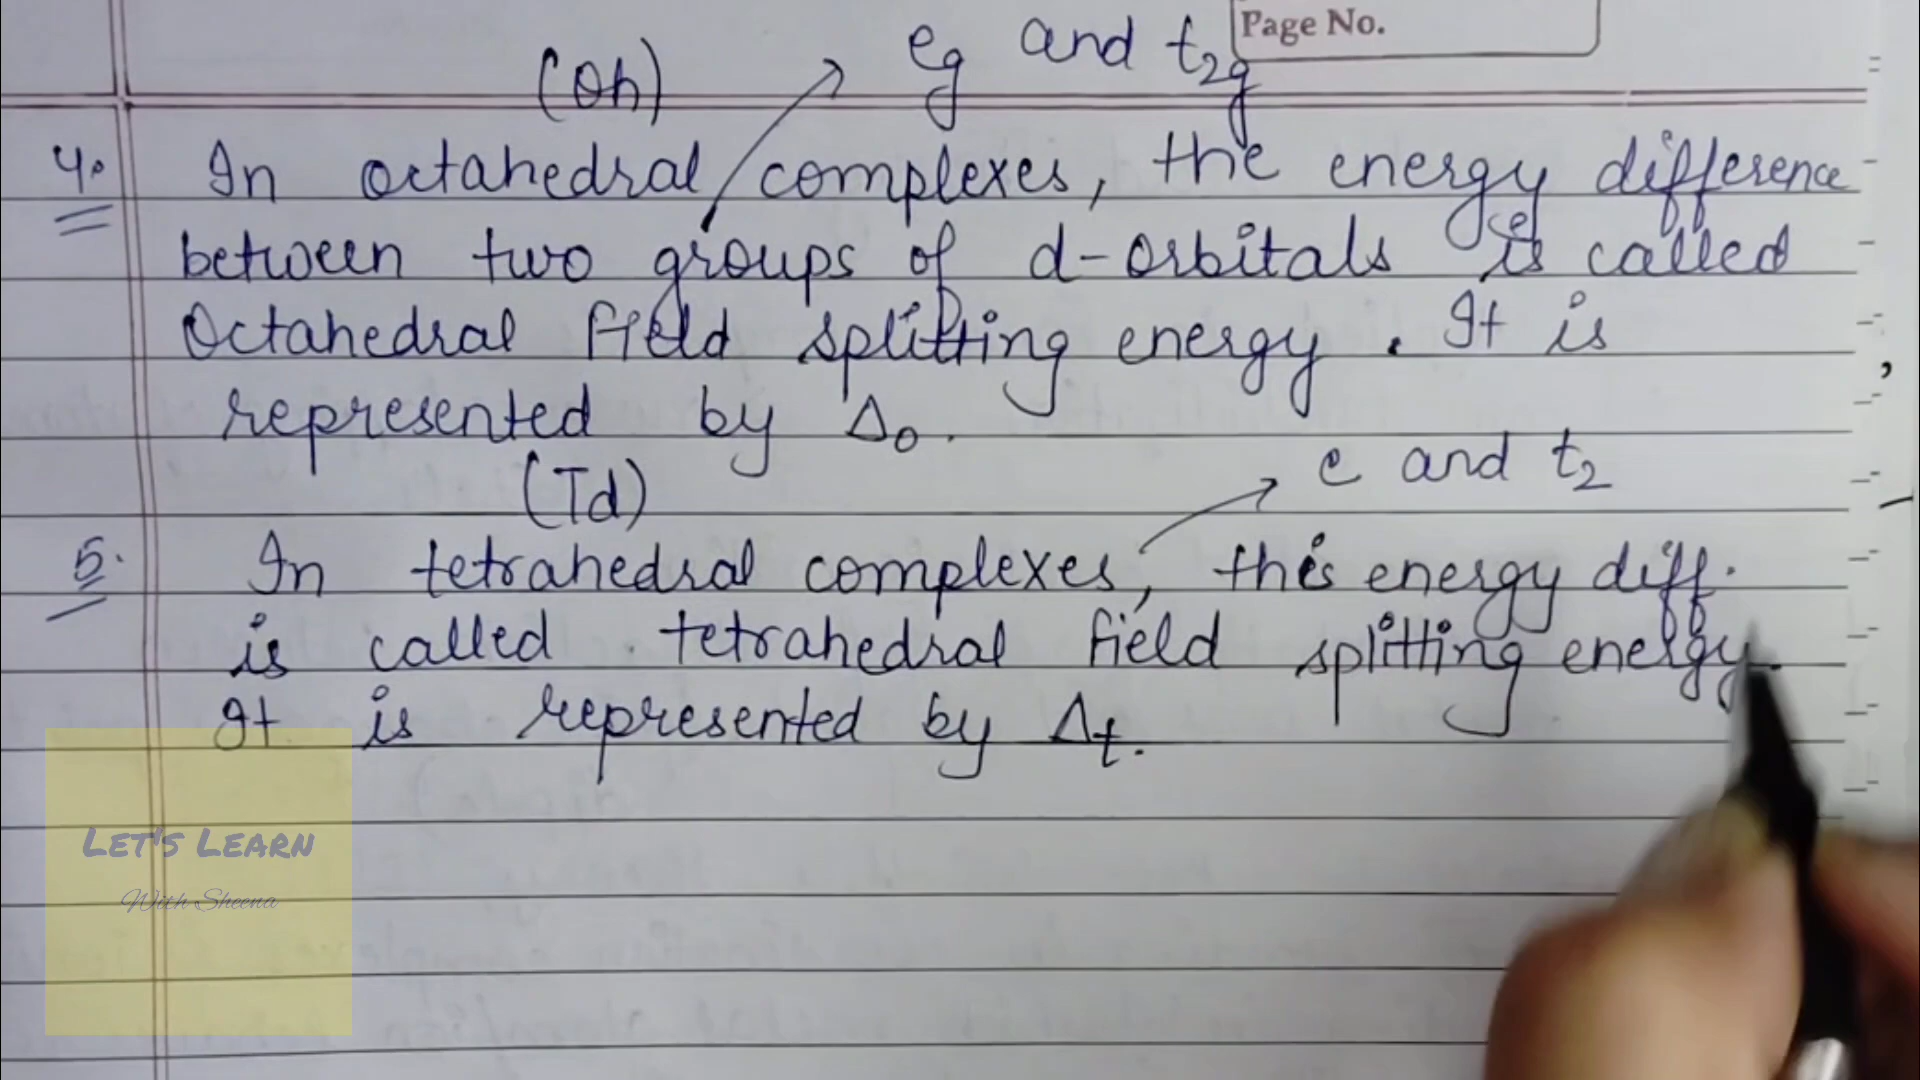 Page No.
(Oh) eg and t2g
4. In octahedral complexes, the energy difference
between two groups of d-orbitals is called
Octahedral Field splitting energy. It is
represented by Δo.
(Td) e and t2
5. In tetrahedral complexes, this energy diff.
is called tetrahedral field splitting energy.
It is represented by Δt.
LET'S LEARN
With Sheena